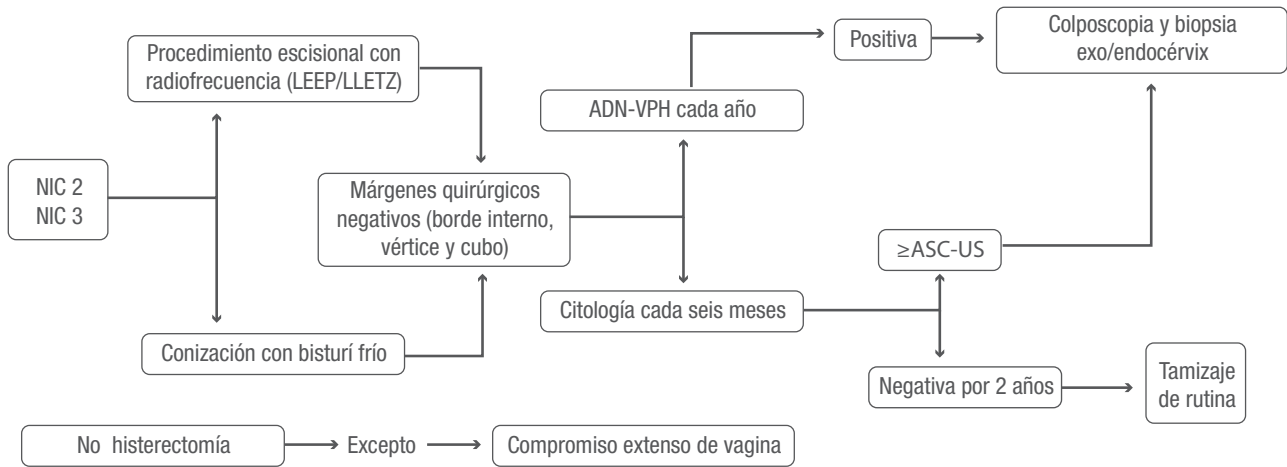 NIC 2
NIC 3
Procedimiento escisional con
radiofrecuencia (LEEP/LLETZ)
Conización con bisturí frío
Márgenes quirúrgicos
negativos (borde interno,
vértice y cubo)
ADN-VPH cada año
Positiva
Colposcopia y biopsia
exo/endocérvix
Citología cada seis meses
≥ASC-US
Negativa por 2 años
Tamizaje
de rutina
No histerectomía
Excepto
Compromiso extenso de vagina